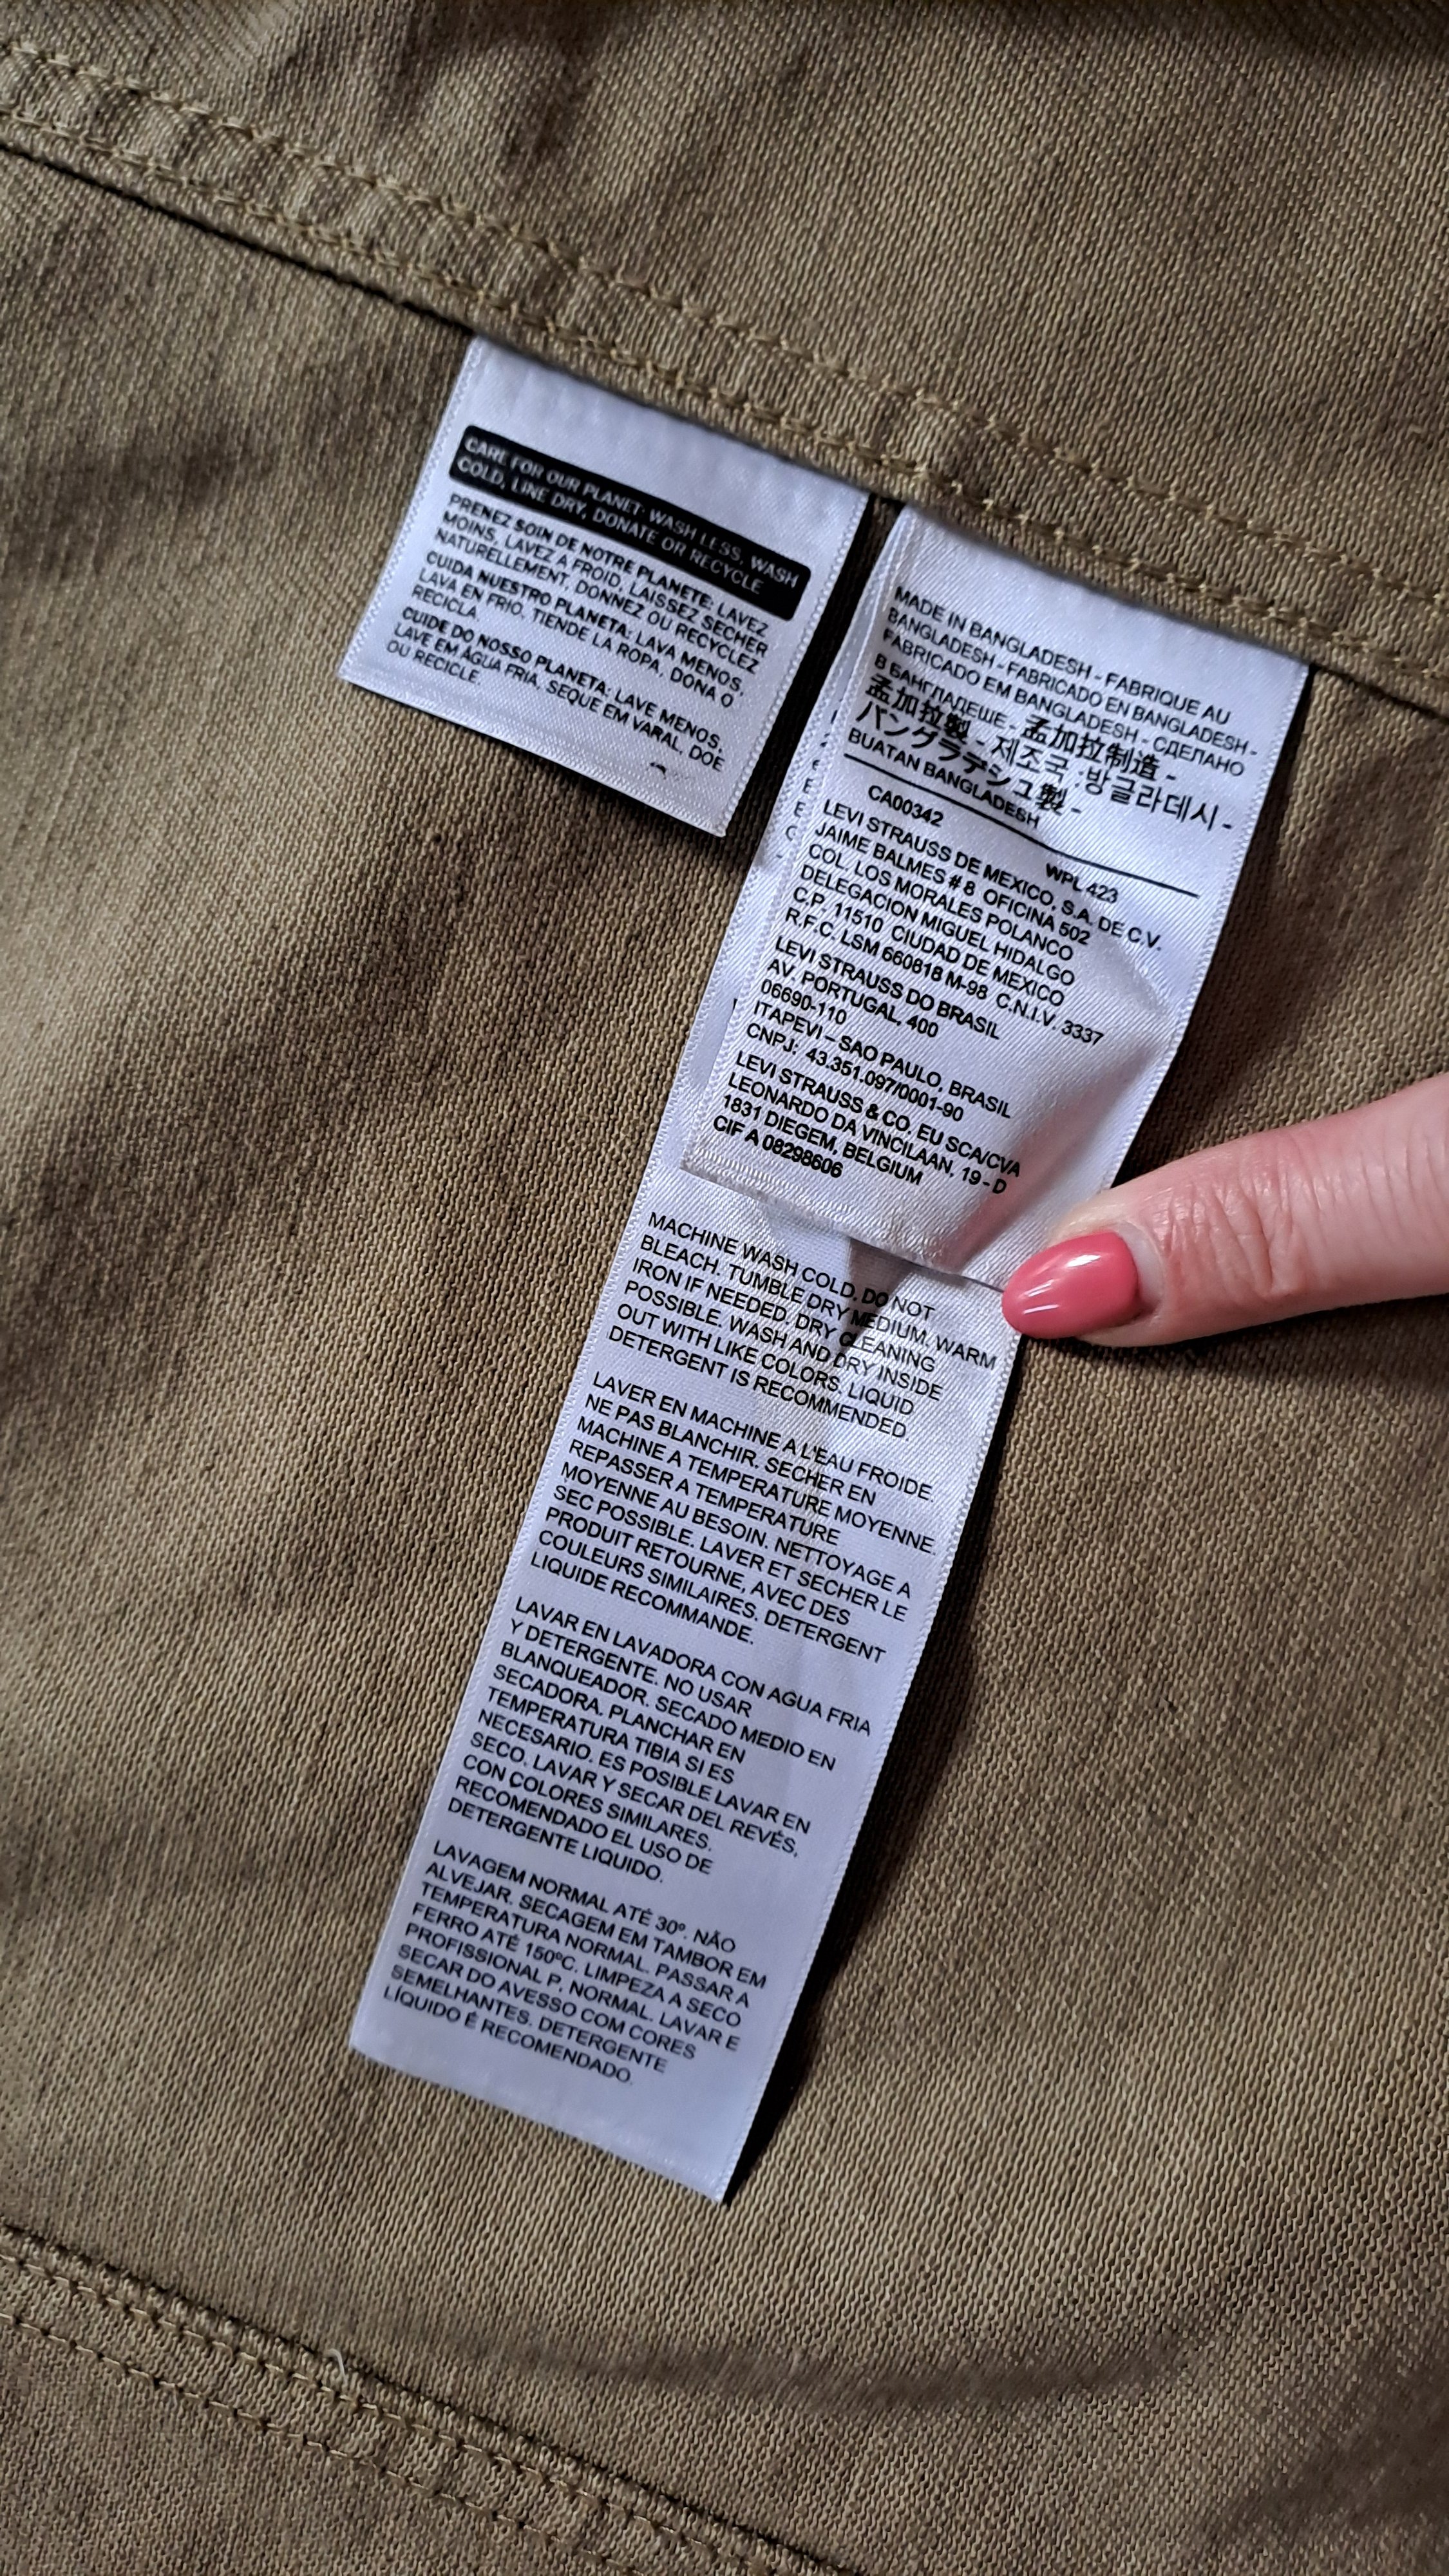 CARE FOR OUR PLANET: WASH LESS, WASH
COLD, LINE DRY, DONATE OR RECYCLE
PRENEZ SOIN DE NOTRE PLANETE: LAVEZ
MOINS, LAVEZ A FROID, LAISSEZ SECHER
NATURELLEMENT, DONNEZ OU RECYCLEZ
CUIDA NUESTRO PLANETA: LAVA MENOS,
LAVA EN FRIO, TIENDE LA ROPA, DONA O
RECICLA.
CUIDE DO NOSSO PLANETA: LAVE MENOS,
LAVE EM ÁGUA FRIA, SEQUE EM VARAL, DOE
OU RECICLE.
MADE IN BANGLADESH - FABRIQUE AU
BANGLADESH - FABRICADO EN BANGLADESH -
FABRICADO EM BANGLADESH - СДЕЛАНО
В БАНГЛАДЕШЕ - 孟加拉制造 -
孟加拉製 - 제조국 :방글라데시 -
バングラデシュ製 -
BUATAN BANGLADESH
CA00342 WPL 423
LEVI STRAUSS DE MEXICO, S.A. DE C.V.
JAIME BALMES # 8 OFICINA 502
COL. LOS MORALES POLANCO
DELEGACION MIGUEL HIDALGO
C.P. 11510 CIUDAD DE MEXICO
R.F.C. LSM 660818 M-98 C.N.I.V. 3337
LEVI STRAUSS DO BRASIL
AV. PORTUGAL, 400
06690-110
ITAPEVI – SAO PAULO, BRASIL
CNPJ: 43.351.097/0001-90
LEVI STRAUSS & CO. EU SCA/CVA
LEONARDO DA VINCILAAN, 19 - D
1831 DIEGEM, BELGIUM
CIF A 08298606
MACHINE WASH COLD. DO NOT
BLEACH. TUMBLE DRY MEDIUM. WARM
IRON IF NEEDED. DRY CLEANING
POSSIBLE. WASH AND DRY INSIDE
OUT WITH LIKE COLORS. LIQUID
DETERGENT IS RECOMMENDED.
LAVER EN MACHINE A L'EAU FROIDE.
NE PAS BLANCHIR. SECHER EN
MACHINE A TEMPERATURE MOYENNE.
REPASSER A TEMPERATURE
MOYENNE AU BESOIN. NETTOYAGE A
SEC POSSIBLE. LAVER ET SECHER LE
PRODUIT RETOURNE, AVEC DES
COULEURS SIMILAIRES. DETERGENT
LIQUIDE RECOMMANDE.
LAVAR EN LAVADORA CON AGUA FRIA
Y DETERGENTE. NO USAR
BLANQUEADOR. SECADO MEDIO EN
SECADORA. PLANCHAR EN
TEMPERATURA TIBIA SI ES
NECESARIO. ES POSIBLE LAVAR EN
SECO. LAVAR Y SECAR DEL REVÉS,
CON COLORES SIMILARES.
RECOMENDADO EL USO DE
DETERGENTE LIQUIDO.
LAVAGEM NORMAL ATÉ 30º. NÃO
ALVEJAR. SECAGEM EM TAMBOR EM
TEMPERATURA NORMAL. PASSAR A
FERRO ATÉ 150ºC. LIMPEZA A SECO
PROFISSIONAL P, NORMAL. LAVAR E
SECAR DO AVESSO COM CORES
SEMELHANTES. DETERGENTE
LÍQUIDO É RECOMENDADO.